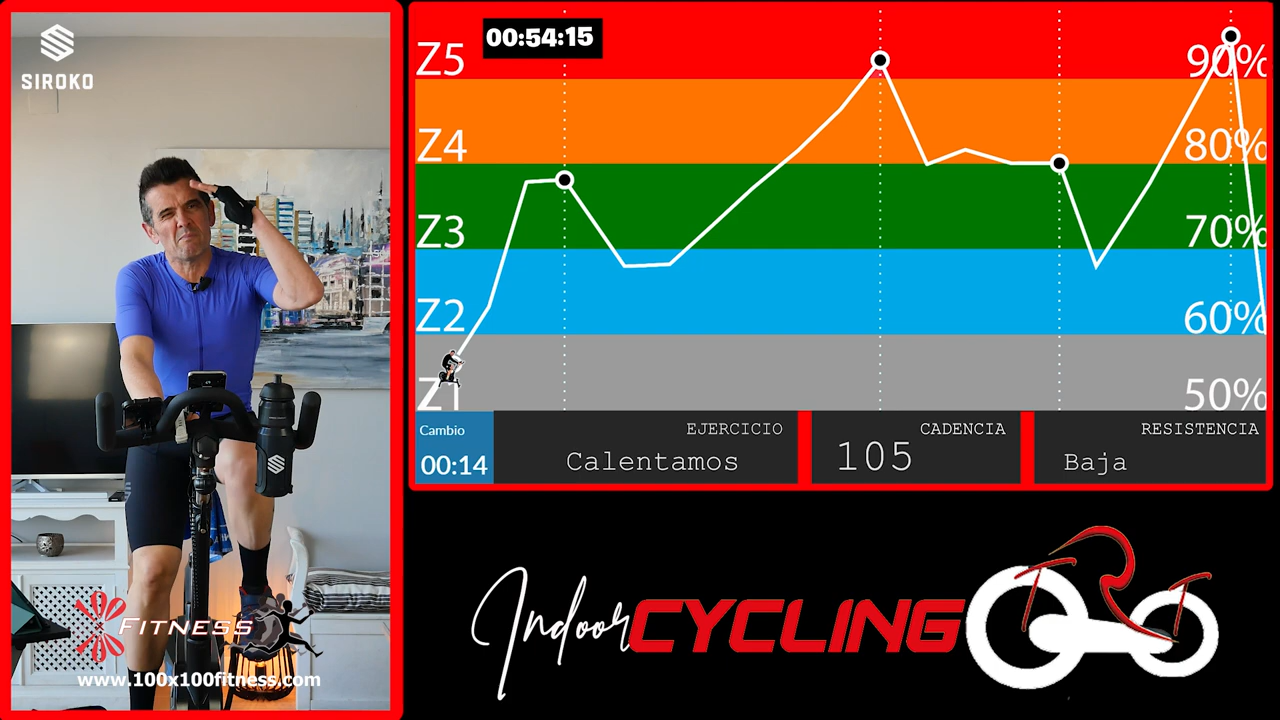 SIROKO
FITNESS
www.100x100fitness.com
00:54:15
Z5
90%
Z4
80%
Z3
70%
Z2
60%
Z1
50%
Cambio
00:14
EJERCICIO
Calentamos
CADENCIA
105
RESISTENCIA
Baja
Indoor CYCLING
TRT